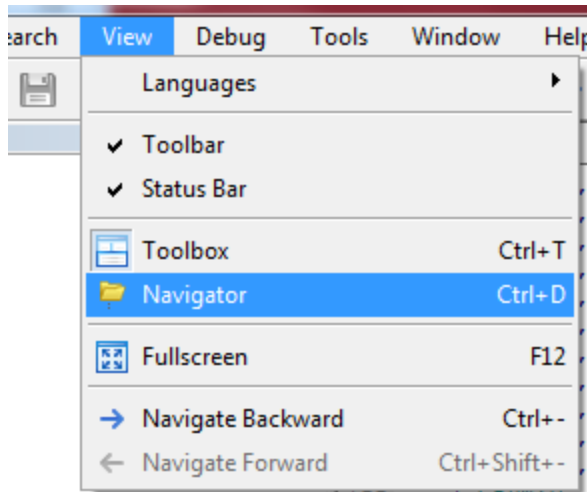 earch View Debug Tools Window Help
Languages
Toolbar
Status Bar
Toolbox Ctrl+T
Navigator Ctrl+D
Fullscreen F12
Navigate Backward Ctrl+-
Navigate Forward Ctrl+Shift+-